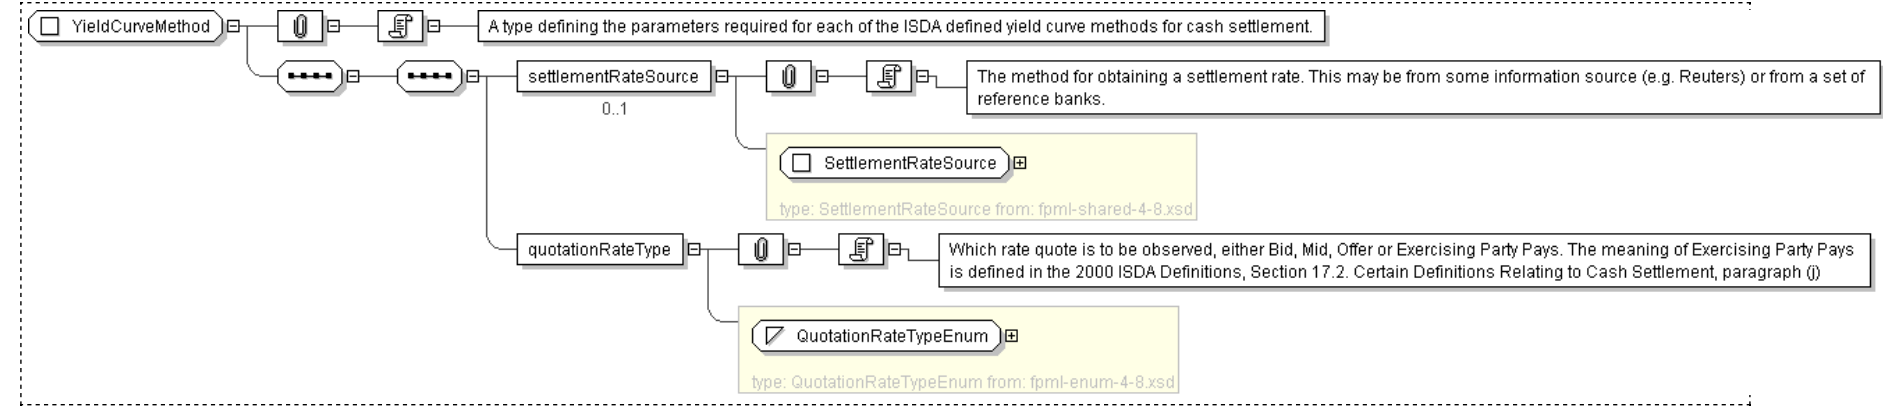 YieldCurveMethod
A type defining the parameters required for each of the ISDA defined yield curve methods for cash settlement.
settlementRateSource
0..1
The method for obtaining a settlement rate. This may be from some information source (e.g. Reuters) or from a set of
reference banks.
SettlementRateSource
type: SettlementRateSource from: fpml-shared-4-8.xsd
quotationRateType
Which rate quote is to be observed, either Bid, Mid, Offer or Exercising Party Pays. The meaning of Exercising Party Pays
is defined in the 2000 ISDA Definitions, Section 17.2. Certain Definitions Relating to Cash Settlement, paragraph (j)
QuotationRateTypeEnum
type: QuotationRateTypeEnum from: fpml-enum-4-8.xsd